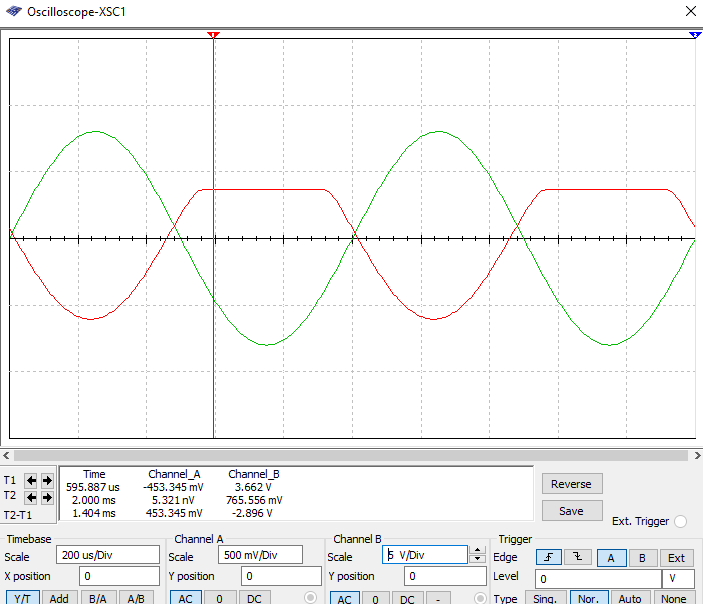 Oscilloscope-XSC1
1
2
Time Channel_A Channel_B
T1 595.887 us -453.345 mV 3.662 V
T2 2.000 ms 5.321 nV 765.556 mV
T2-T1 1.404 ms 453.345 mV -2.896 V
Reverse
Save
Ext. Trigger
Timebase Channel A Channel B Trigger
Scale 200 us/Div Scale 500 mV/Div Scale 5 V/Div Edge A B Ext
X position 0 Y position 0 Y position 0 Level 0 V
Y/T Add B/A A/B AC 0 DC AC 0 DC - Type Sing. Nor. Auto None